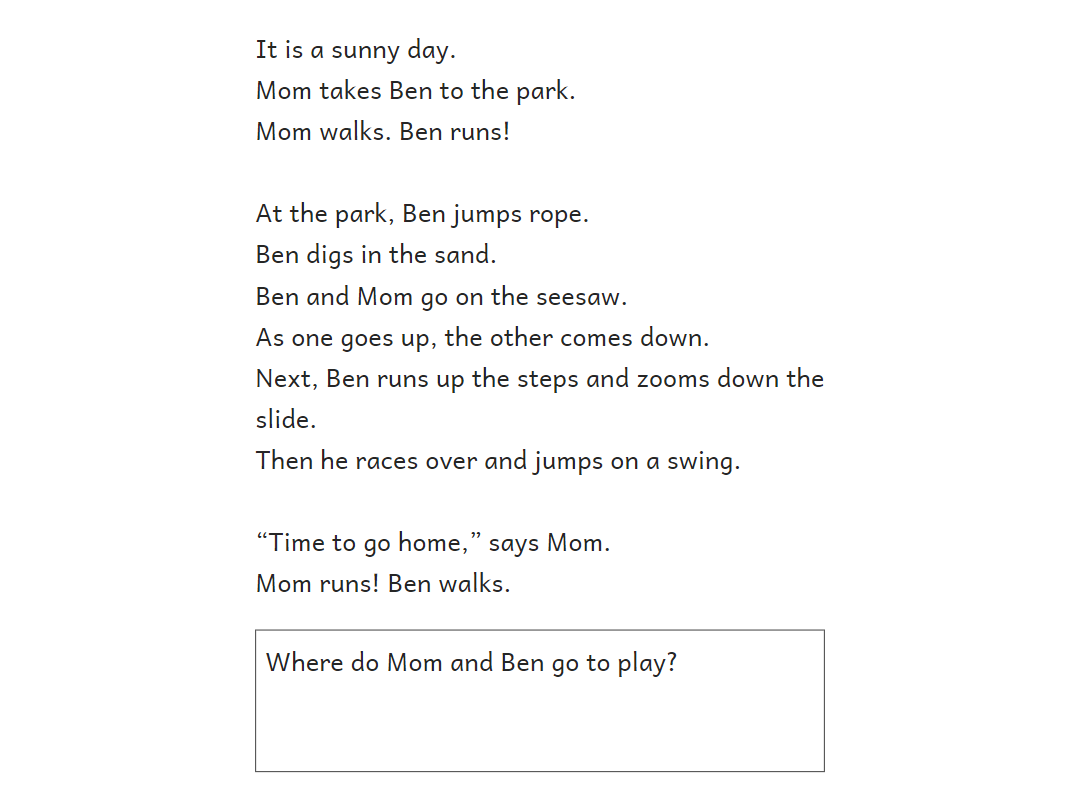 It is a sunny day.
Mom takes Ben to the park.
Mom walks. Ben runs!
At the park, Ben jumps rope.
Ben digs in the sand.
Ben and Mom go on the seesaw.
As one goes up, the other comes down.
Next, Ben runs up the steps and zooms down the
slide.
Then he races over and jumps on a swing.
“Time to go home,” says Mom.
Mom runs! Ben walks.
Where do Mom and Ben go to play?